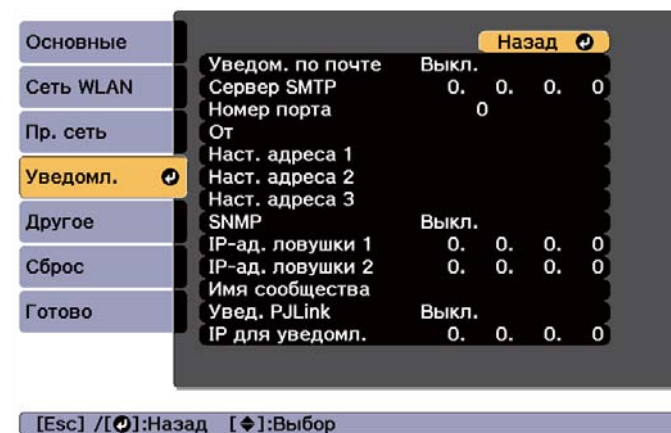 Основные
Сеть WLAN
Пр. сеть
Уведомл.
Другое
Сброс
Готово
Назад
Уведом. по почте Выкл.
Сервер SMTP 0. 0. 0. 0
Номер порта 0
От
Наст. адреса 1
Наст. адреса 2
Наст. адреса 3
SNMP Выкл.
IP-ад. ловушки 1 0. 0. 0. 0
IP-ад. ловушки 2 0. 0. 0. 0
Имя сообщества
Увед. PJLink Выкл.
IP для уведомл. 0. 0. 0. 0
[Esc] /[]:Назад []:Выбор